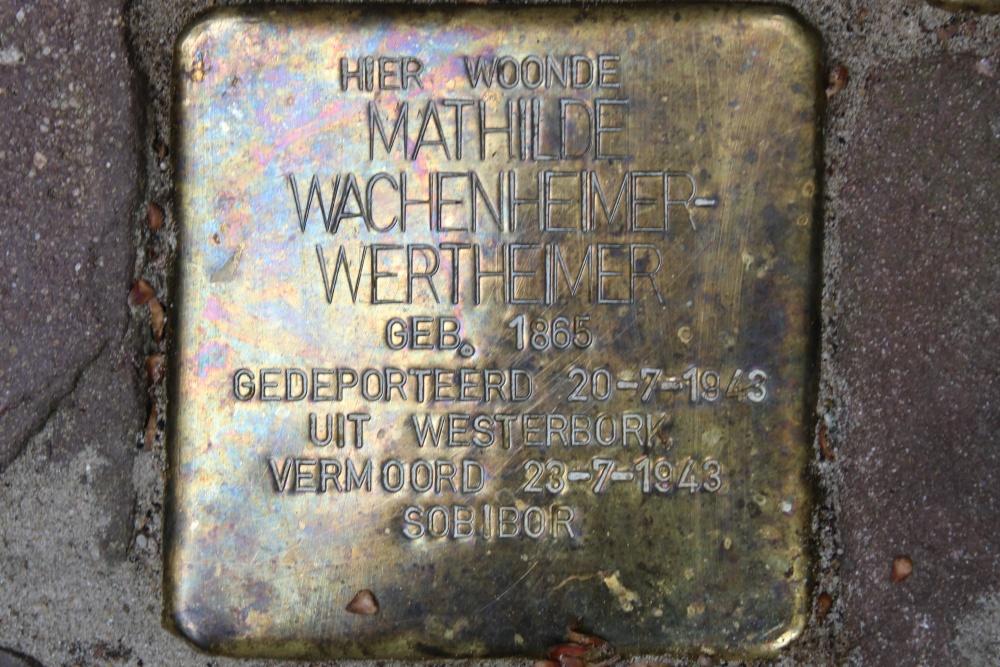 HIER WOONDE
MATHILDE
WACHENHEIMER-
WERTHEIMER
GEB. 1865
GEDEPORTEERD 20-7-1943
UIT WESTERBORK
VERMOORD 23-7-1943
SOBIBOR